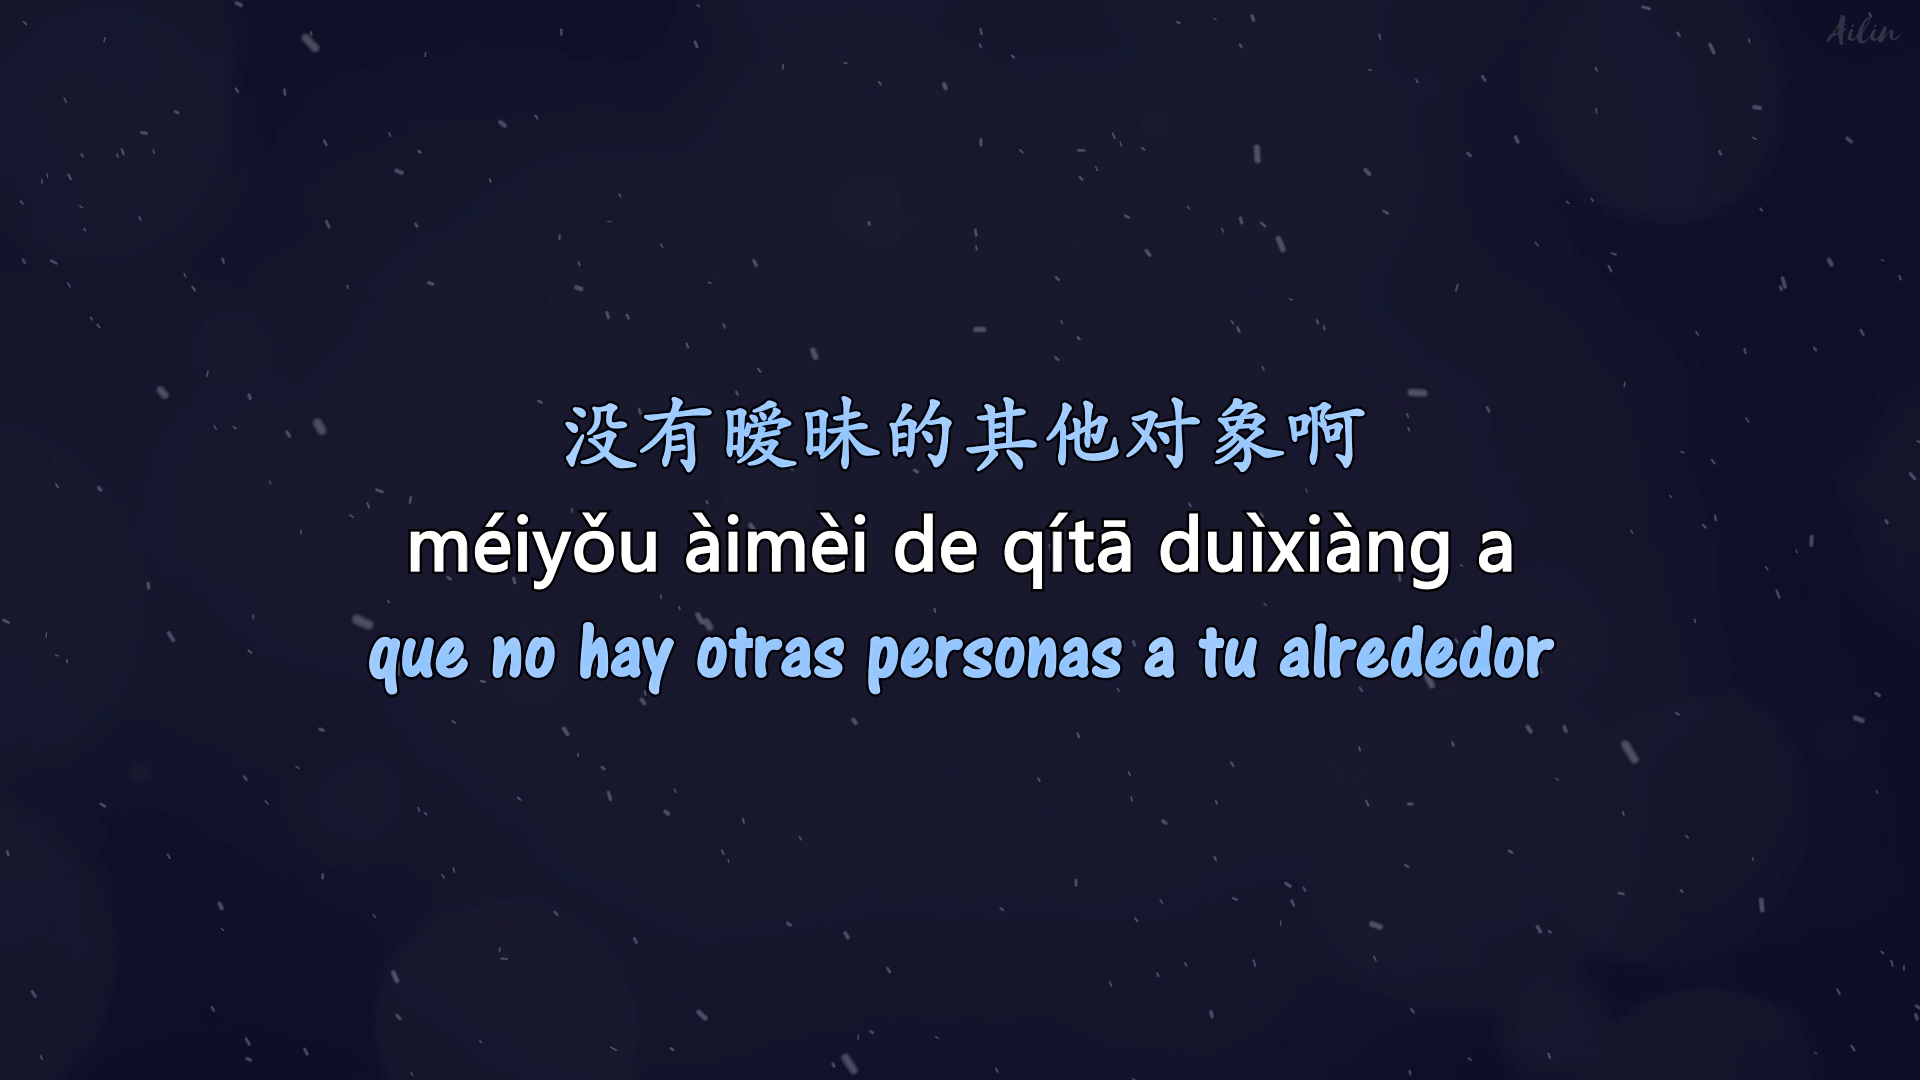 Ailin
没有暧昧的其他对象啊
méiyǒu àimèi de qítā duìxiàng a
que no hay otras personas a tu alrededor